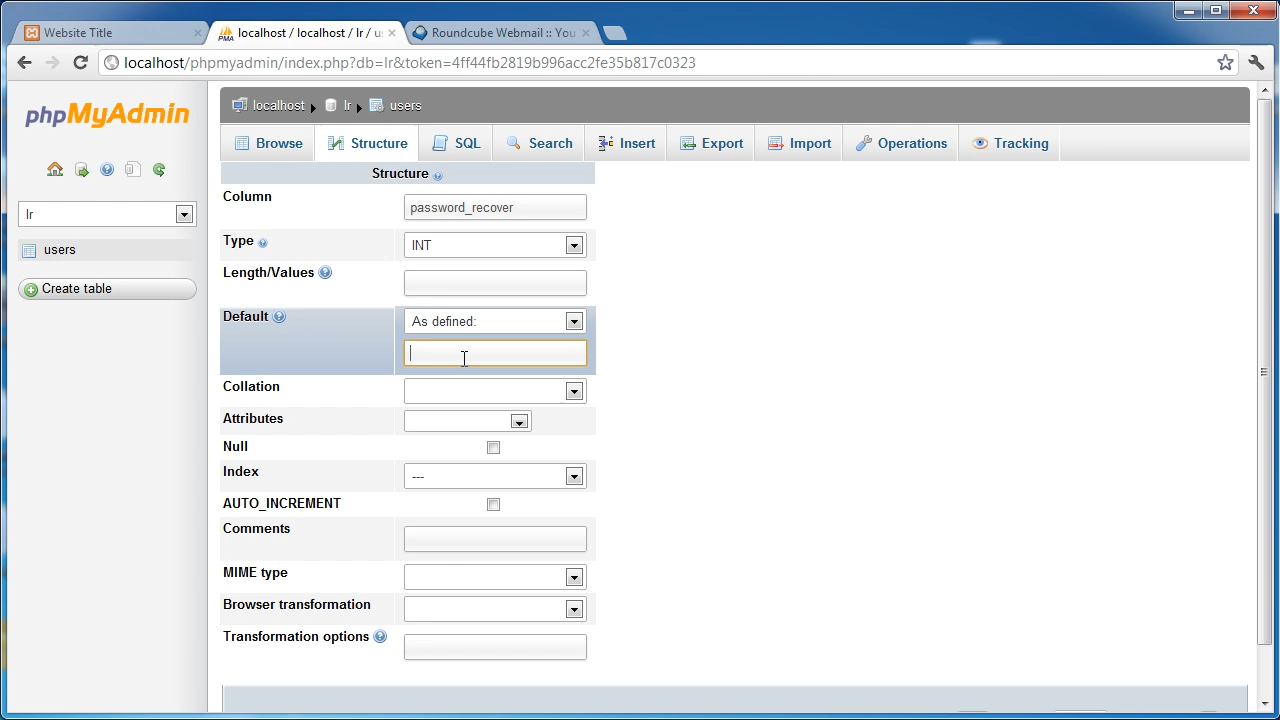 Website Title
localhost / localhost / lr / us
Roundcube Webmail :: You
localhost/phpmyadmin/index.php?db=lr&token=4ff44fb2819b996acc2fe35b817c0323
phpMyAdmin
lr
users
Create table
localhost lr users
Browse Structure SQL Search Insert Export Import Operations Tracking
Structure
Column password_recover
Type INT
Length/Values
Default As defined:
Collation
Attributes
Null
Index ---
AUTO_INCREMENT
Comments
MIME type
Browser transformation
Transformation options